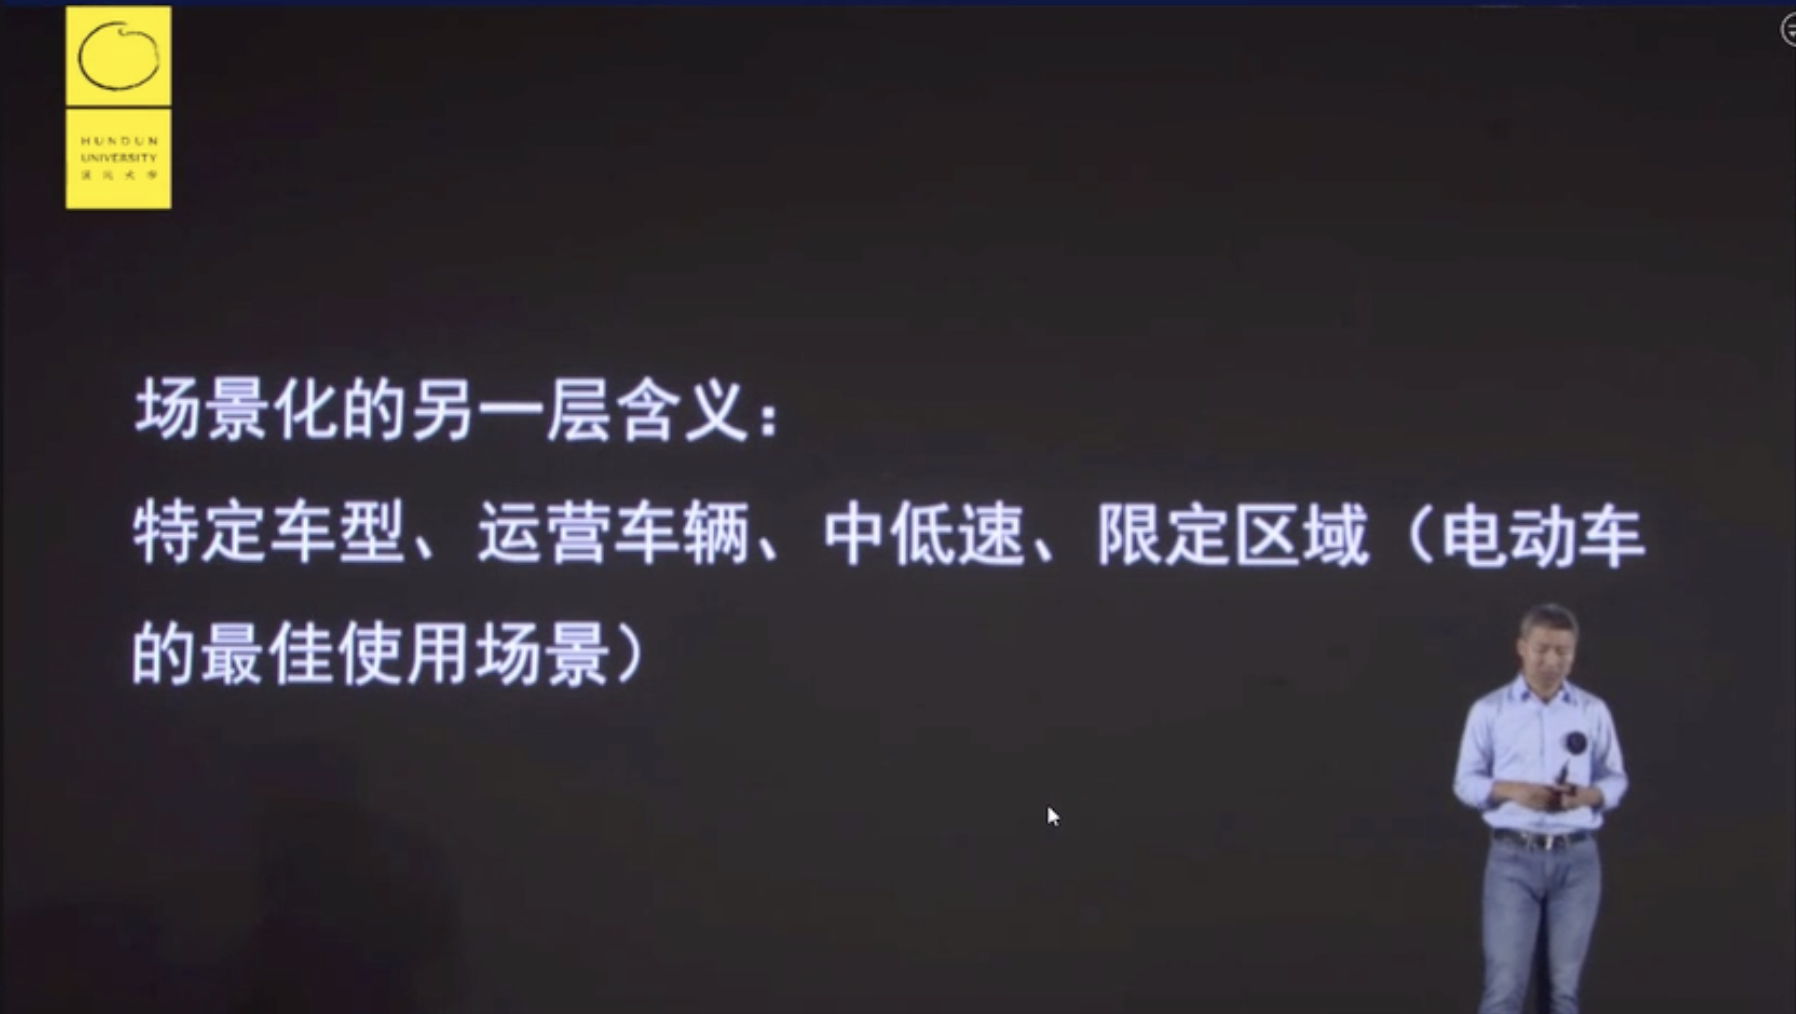 HUNDUN
UNIVERSITY
混沌大学
场景化的另一层含义：
特定车型、运营车辆、中低速、限定区域（电动车
的最佳使用场景）